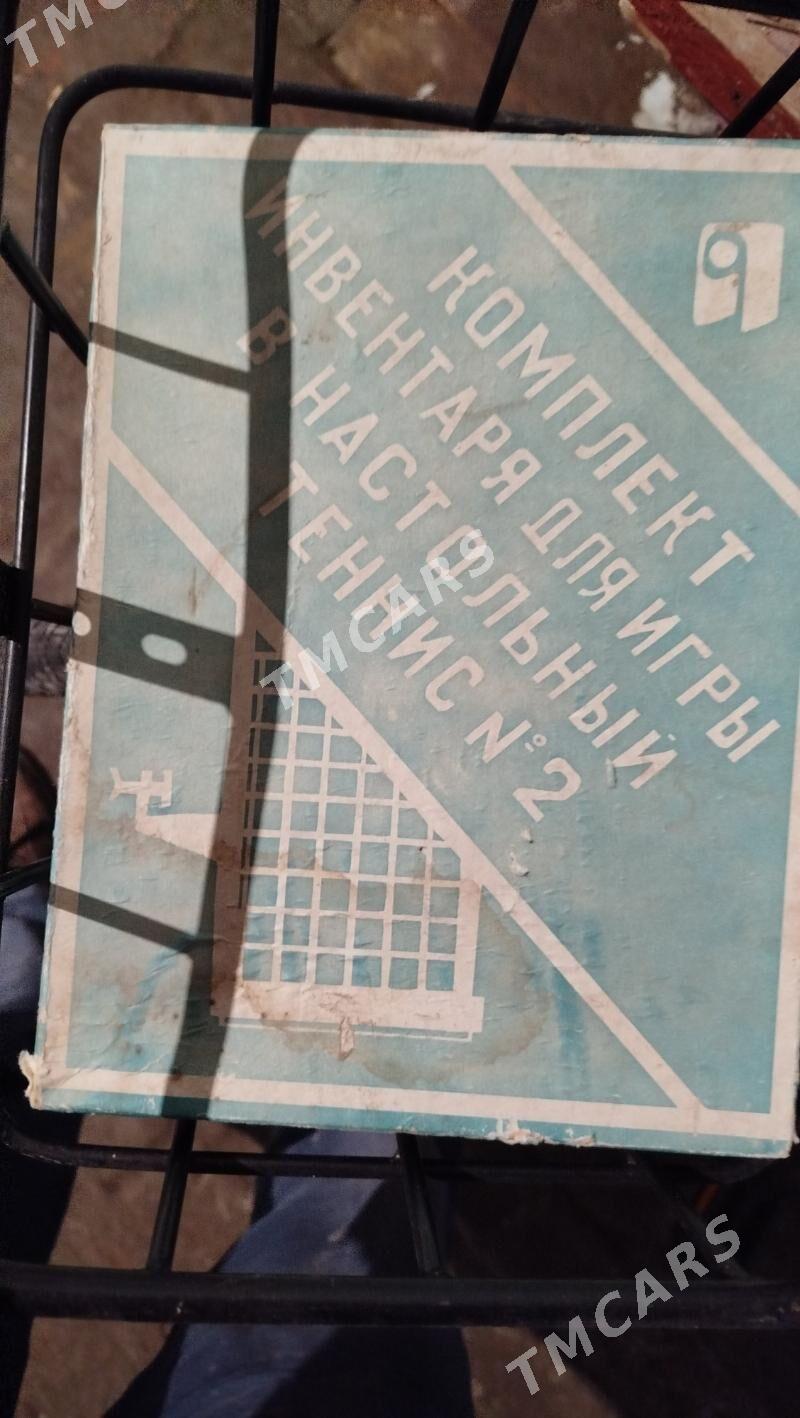 КОМПЛЕКТ
ИНВЕНТАРЯ ДЛЯ ИГРЫ
В НАСТОЛЬНЫЙ
ТЕННИС №2
TMCARS
TMCARS
TMCARS